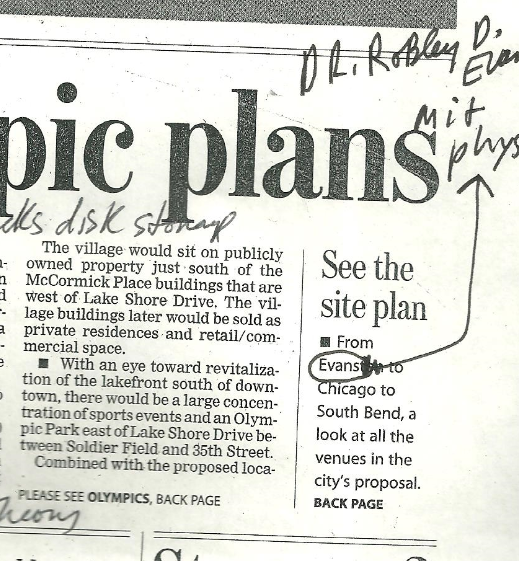 DR. Robley D.
Evan
mit
phys
pic plans
cks disk storage
The village would sit on publicly
owned property just south of the
McCormick Place buildings that are
west of Lake Shore Drive. The vil-
lage buildings later would be sold as
private residences and retail/com-
mercial space.
■ With an eye toward revitaliza-
tion of the lakefront south of down-
town, there would be a large concen-
tration of sports events and an Olym-
pic Park east of Lake Shore Drive be-
tween Soldier Field and 35th Street.
Combined with the proposed loca-
PLEASE SEE OLYMPICS, BACK PAGE
See the
site plan
■ From
Evanston to
Chicago to
South Bend, a
look at all the
venues in the
city's proposal.
BACK PAGE
heory